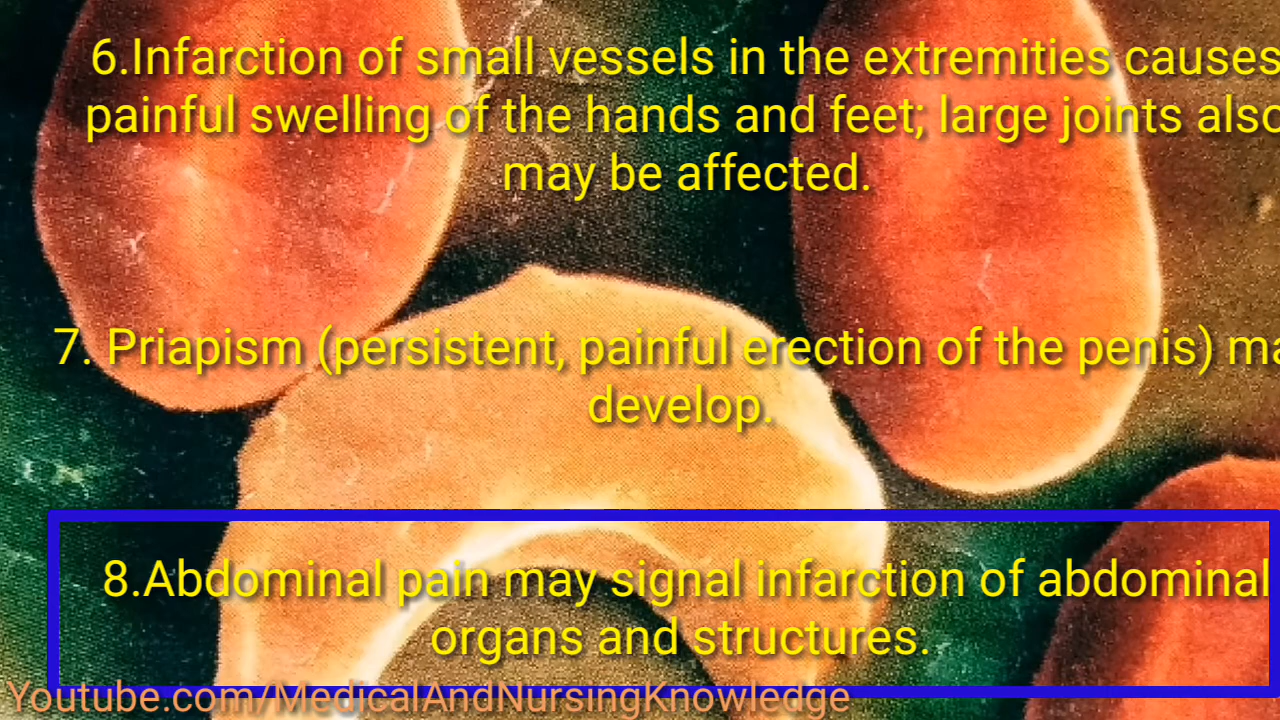 6.Infarction of small vessels in the extremities causes
painful swelling of the hands and feet; large joints also
may be affected.
7. Priapism (persistent, painful erection of the penis) ma
develop.
8.Abdominal pain may signal infarction of abdominal
organs and structures.
Youtube.com/MedicalAndNursingKnowledge